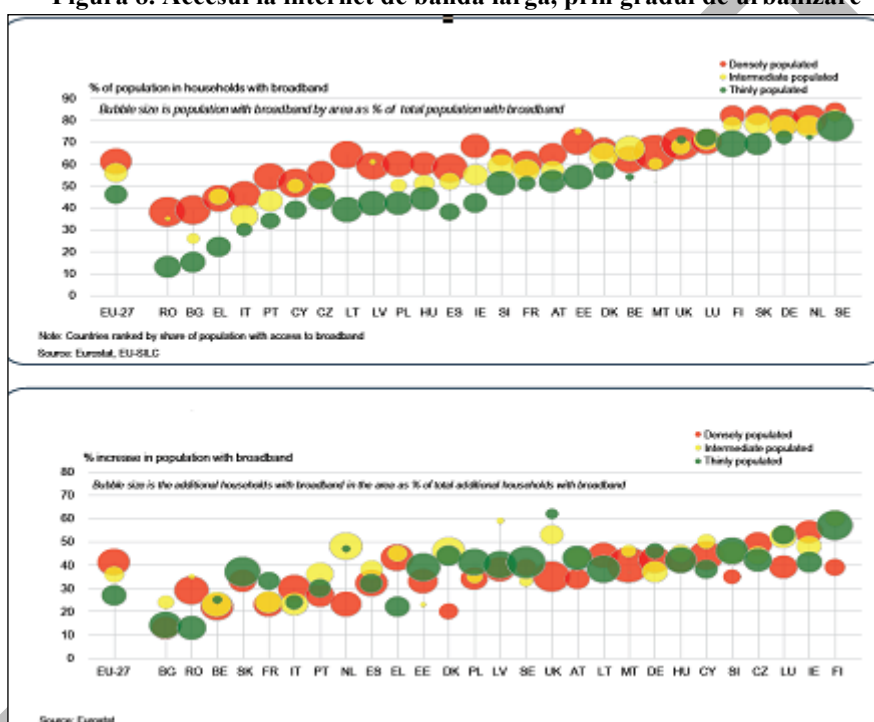 Figura 8. Accesul la internet de bandă largă, prin gradul de urbanizare
% of population in households with broadband
Densely populated
Intermediate populated
Thinly populated
Bubble size is population with broadband by area as % of total population with broadband
90
80
70
60
50
40
30
20
10
0
EU-27 RO BG EL IT PT CY CZ LT LV PL HU ES IE SI FR AT EE DK BE MT UK LU FI SK DE NL SE
Note: Countries ranked by share of population with access to broadband
Source: Eurostat, EU-SILC
Densely populated
Intermediate populated
Thinly populated
% increase in population with broadband
Bubble size is the additional households with broadband in the area as % of total additional households with broadband
80
70
60
50
40
30
20
10
0
EU-27 BG RO BE SK FR IT PT NL ES EL EE DK PL LV SE UK AT LT MT DE HU CY SI CZ LU IE FI
Source: Eurostat